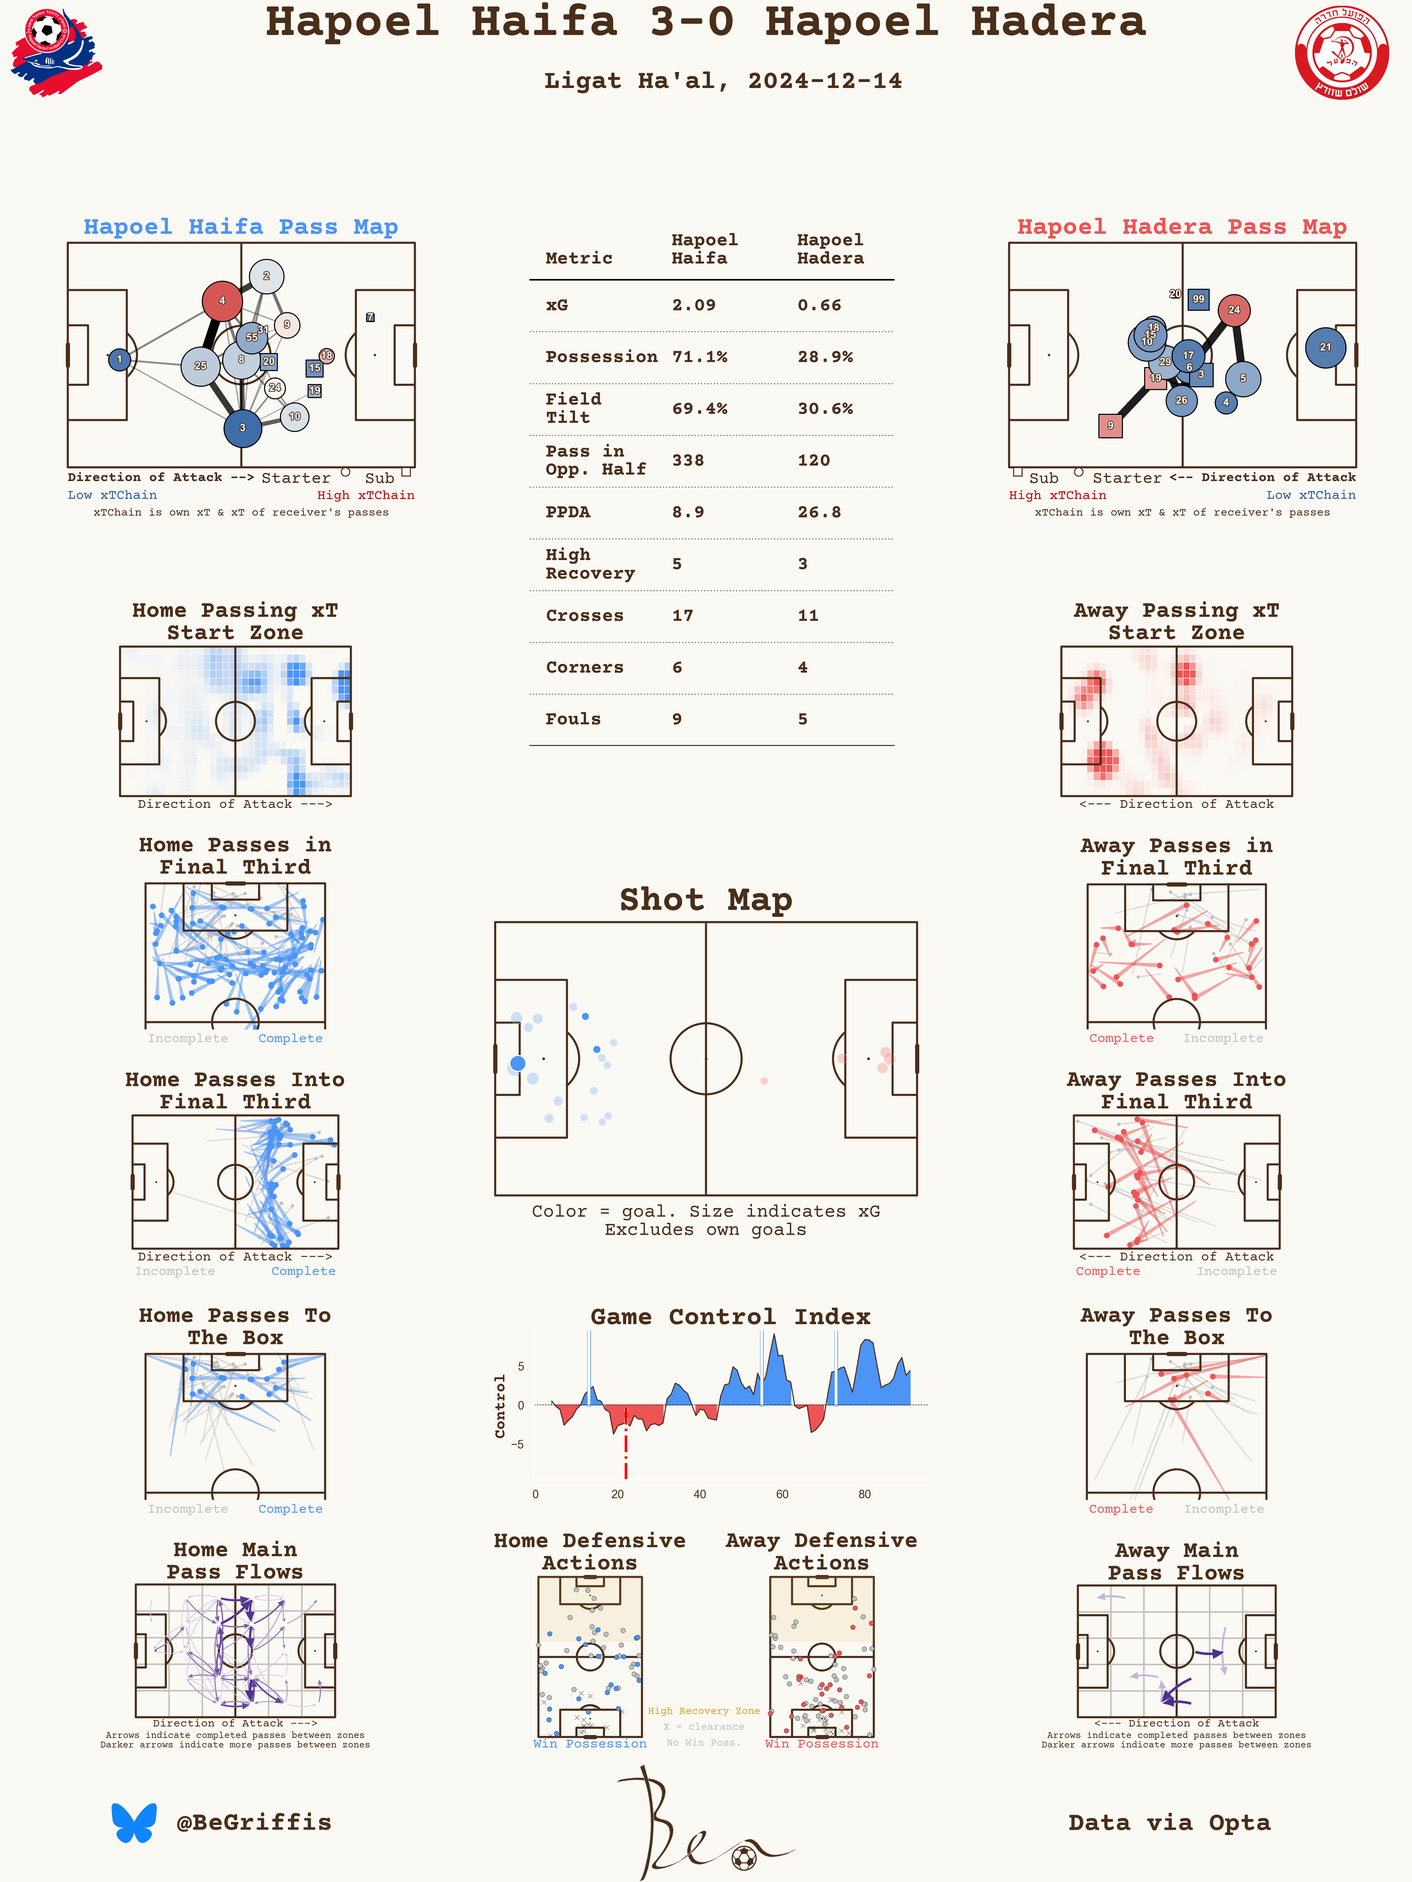 Hapoel Haifa 3-0 Hapoel Hadera
Ligat Ha'al, 2024-12-14
הפועל חדרה
הפועל
שולם שוורץ
Hapoel Haifa Pass Map
2
4
9
31
55
7
1
25
8
20
18
15
24
19
10
3
Direction of Attack -->
Starter
Sub
Low xTChain
High xTChain
xTChain is own xT & xT of receiver's passes
Metric
Hapoel Haifa
Hapoel Hadera
xG 2.09 0.66
Possession 71.1% 28.9%
Field Tilt 69.4% 30.6%
Pass in Opp. Half 338 120
PPDA 8.9 26.8
High Recovery 5 3
Crosses 17 11
Corners 6 4
Fouls 9 5
Hapoel Hadera Pass Map
20
99
24
18
15
10
17
21
29
6
19
3
5
26
4
9
Sub
Starter
<-- Direction of Attack
High xTChain
Low xTChain
xTChain is own xT & xT of receiver's passes
Home Passing xT
Start Zone
Direction of Attack --->
Away Passing xT
Start Zone
<--- Direction of Attack
Home Passes in
Final Third
Incomplete
Complete
Shot Map
Color = goal. Size indicates xG
Excludes own goals
Away Passes in
Final Third
Complete
Incomplete
Home Passes Into
Final Third
Direction of Attack --->
Incomplete
Complete
Away Passes Into
Final Third
<--- Direction of Attack
Complete
Incomplete
Home Passes To
The Box
Incomplete
Complete
Game Control Index
Control
5
0
−5
0
20
40
60
80
Away Passes To
The Box
Complete
Incomplete
Home Main
Pass Flows
Direction of Attack --->
Arrows indicate completed passes between zones
Darker arrows indicate more passes between zones
Home Defensive
Actions
Win Possession
High Recovery Zone
X = clearance
No Win Poss.
Away Defensive
Actions
Win Possession
Away Main
Pass Flows
<--- Direction of Attack
Arrows indicate completed passes between zones
Darker arrows indicate more passes between zones
@BeGriffis
Ben
Data via Opta